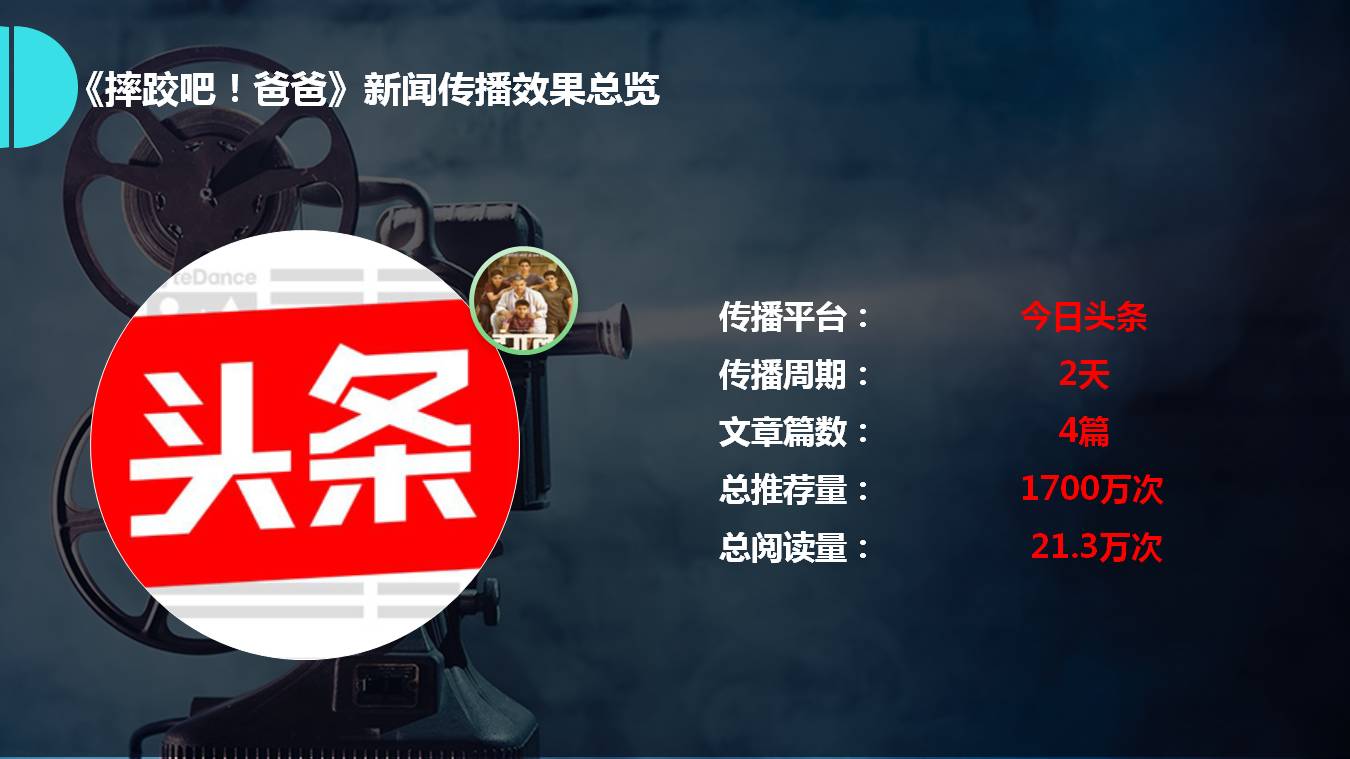 《摔跤吧！爸爸》新闻传播效果总览
teDance
头条
传播平台： 今日头条
传播周期： 2天
文章篇数： 4篇
总推荐量： 1700万次
总阅读量： 21.3万次